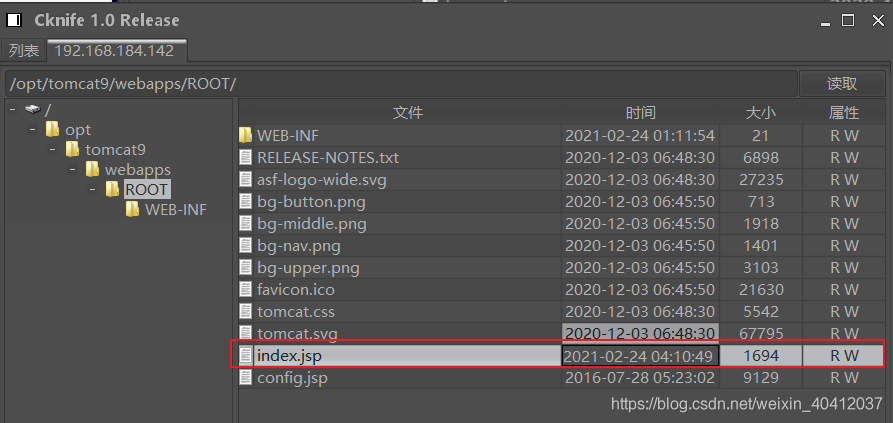 Cknife 1.0 Release
列表 192.168.184.142
/opt/tomcat9/webapps/ROOT/ 读取
/
opt
tomcat9
webapps
ROOT
WEB-INF
文件 时间 大小 属性
WEB-INF 2021-02-24 01:11:54 21 R W
RELEASE-NOTES.txt 2020-12-03 06:48:30 6898 R W
asf-logo-wide.svg 2020-12-03 06:48:30 27235 R W
bg-button.png 2020-12-03 06:45:50 713 R W
bg-middle.png 2020-12-03 06:45:50 1918 R W
bg-nav.png 2020-12-03 06:45:50 1401 R W
bg-upper.png 2020-12-03 06:45:50 3103 R W
favicon.ico 2020-12-03 06:45:50 21630 R W
tomcat.css 2020-12-03 06:48:30 5542 R W
tomcat.svg 2020-12-03 06:48:30 67795 R W
index.jsp 2021-02-24 04:10:49 1694 R W
config.jsp 2016-07-28 05:23:02 9129 R W
https://blog.csdn.net/weixin_40412037